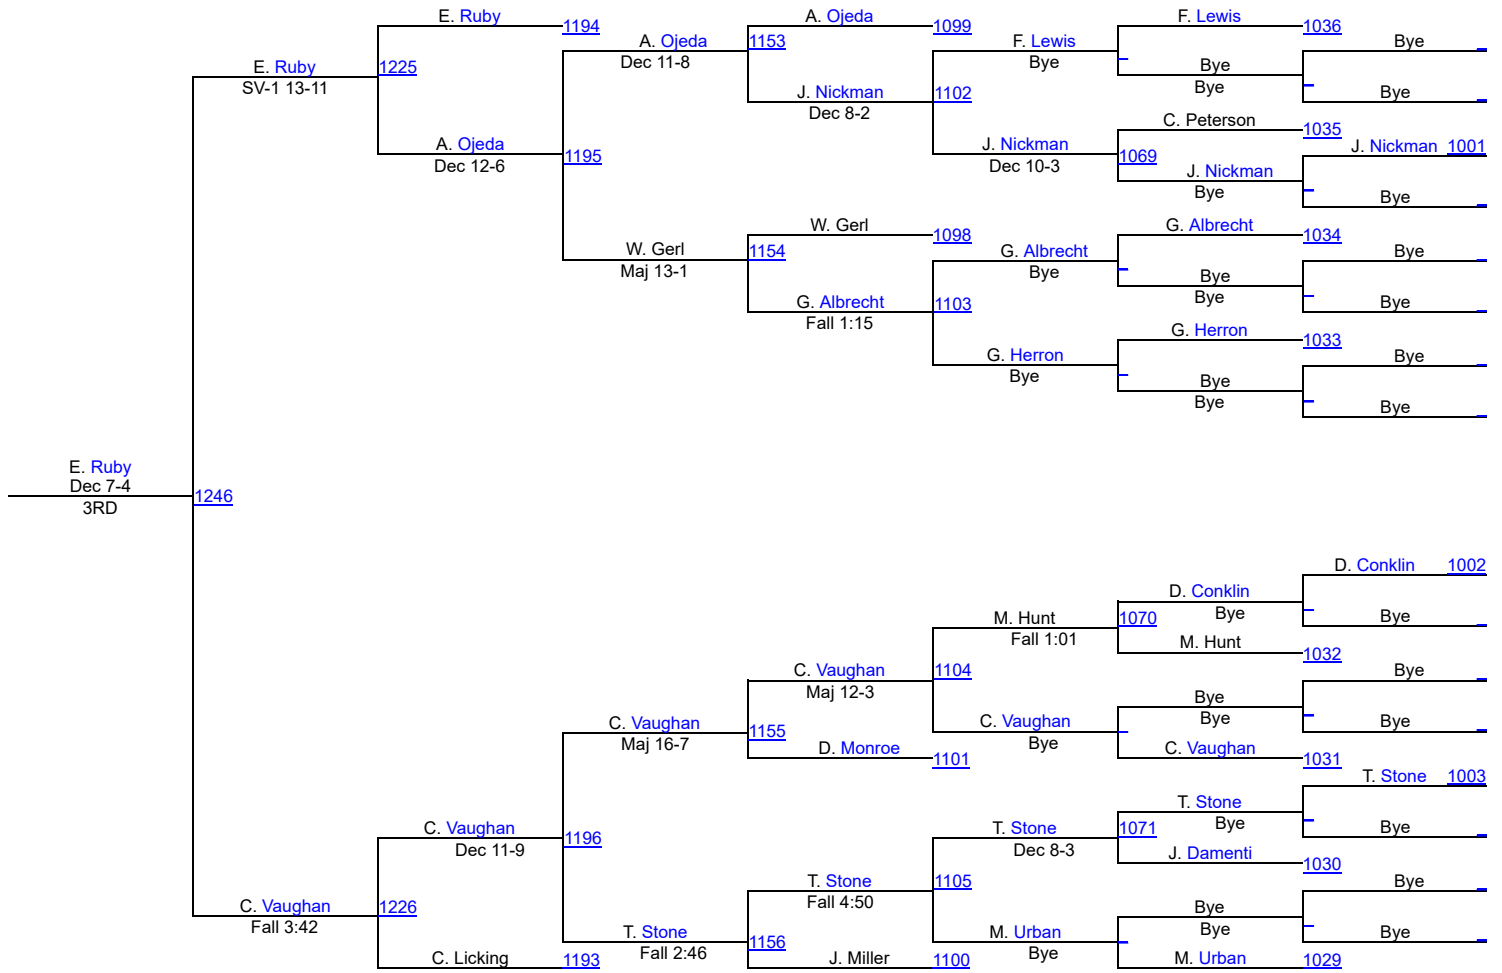 E. Ruby
1194
A. Ojeda
1099
F. Lewis
1036
A. Ojeda
1153
F. Lewis
Bye
Dec 11-8
Bye
Bye
E. Ruby
1225
Bye
SV-1 13-11
J. Nickman
1102
Bye
Dec 8-2
C. Peterson
1035
A. Ojeda
1195
J. Nickman
1069
J. Nickman 1001
Dec 12-6
Dec 10-3
J. Nickman
Bye
Bye
W. Gerl
1098
G. Albrecht
1034
W. Gerl
1154
G. Albrecht
Bye
Maj 13-1
Bye
Bye
G. Albrecht
1103
Bye
Bye
Fall 1:15
G. Herron
1033
G. Herron
Bye
Bye
Bye
Bye
Bye
E. Ruby
Dec 7-4
1246
3RD
D. Conklin 1002
D. Conklin
M. Hunt
1070
Bye
Bye
Fall 1:01
M. Hunt
1032
C. Vaughan
1104
Bye
Maj 12-3
Bye
C. Vaughan
1155
C. Vaughan
Bye
Bye
Maj 16-7
Bye
D. Monroe
1101
C. Vaughan
1031
T. Stone 1003
T. Stone
C. Vaughan
1196
T. Stone
1071
Bye
Bye
Dec 11-9
Dec 8-3
J. Damenti
1030
T. Stone
1105
Bye
Fall 4:50
C. Vaughan
1226
Bye
Fall 3:42
T. Stone
1156
M. Urban
Bye
Bye
Fall 2:46
Bye
C. Licking
1193
J. Miller
1100
M. Urban
1029